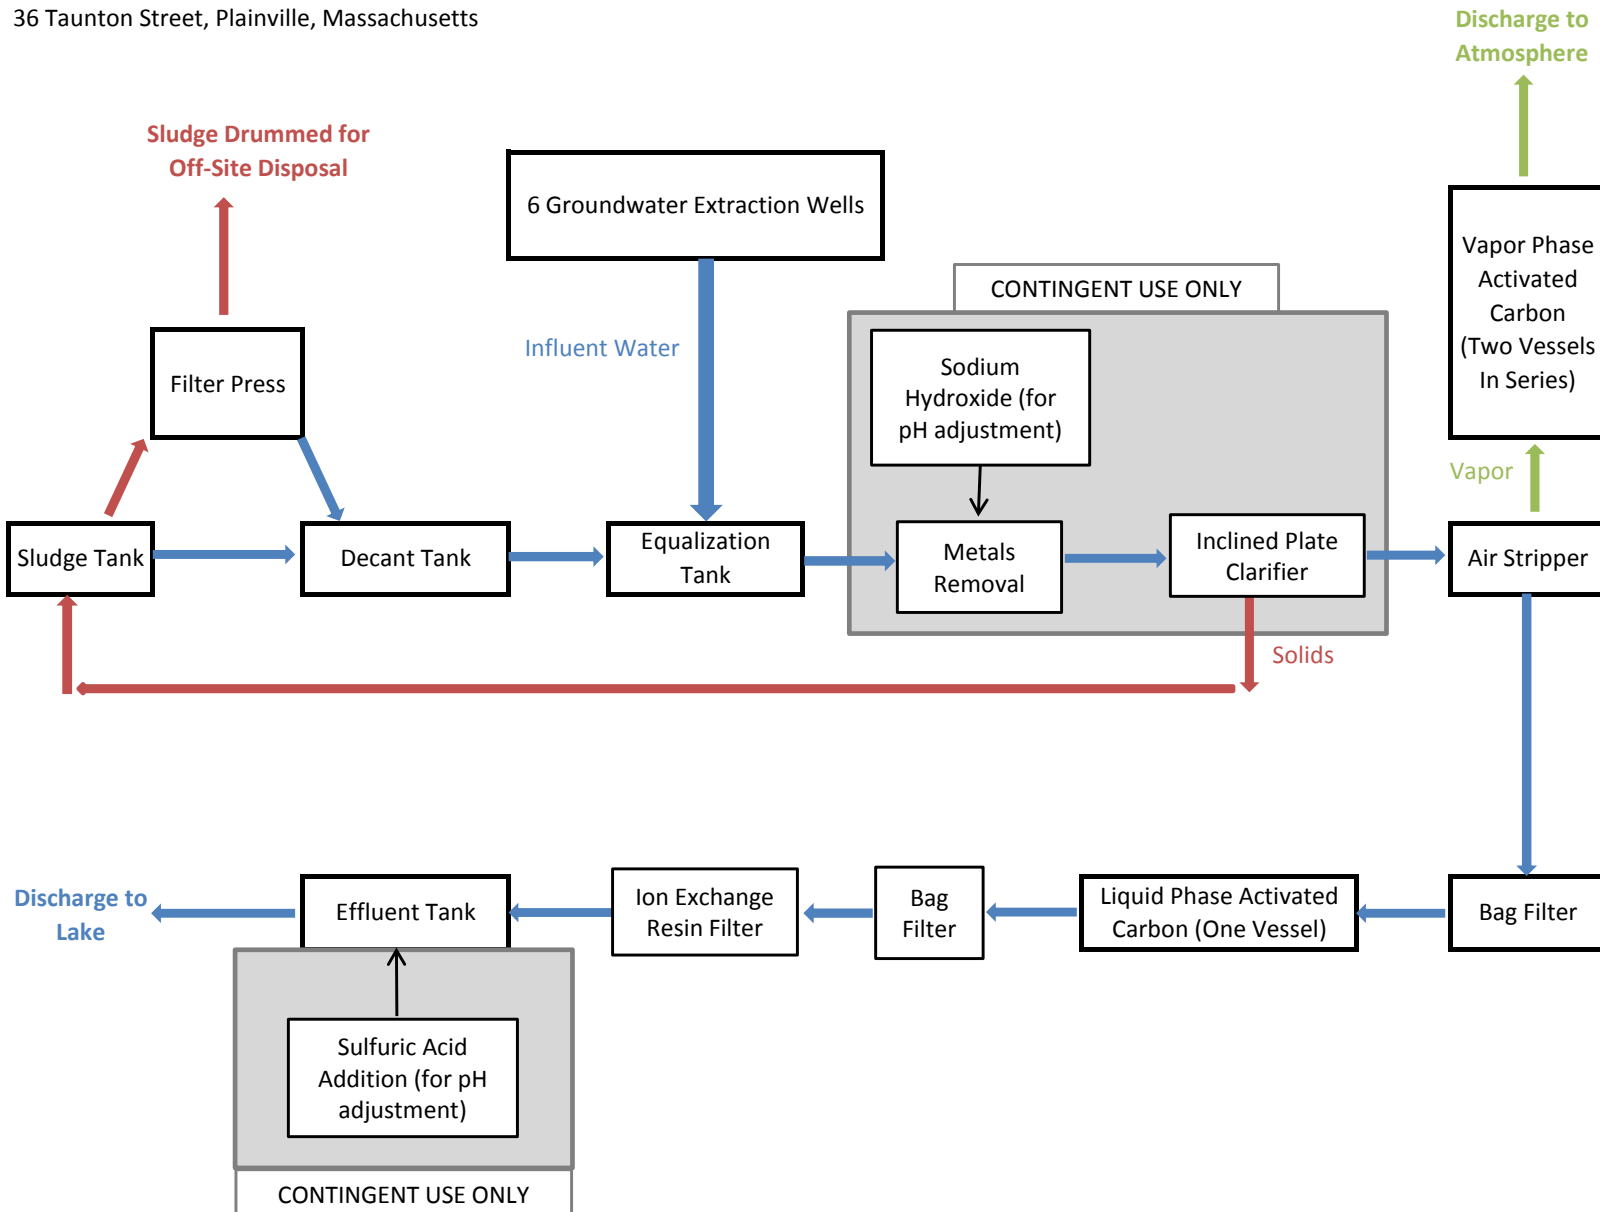 36 Taunton Street, Plainville, Massachusetts
Discharge to
Atmosphere
Sludge Drummed for
Off-Site Disposal
6 Groundwater Extraction Wells
Vapor Phase
Activated
Carbon
(Two Vessels
In Series)
CONTINGENT USE ONLY
Influent Water
Filter Press
Sodium
Hydroxide (for
pH adjustment)
Vapor
Sludge Tank
Decant Tank
Equalization
Tank
Metals
Removal
Inclined Plate
Clarifier
Air Stripper
Solids
Discharge to
Lake
Effluent Tank
Ion Exchange
Resin Filter
Bag
Filter
Liquid Phase Activated
Carbon (One Vessel)
Bag Filter
Sulfuric Acid
Addition (for pH
adjustment)
CONTINGENT USE ONLY